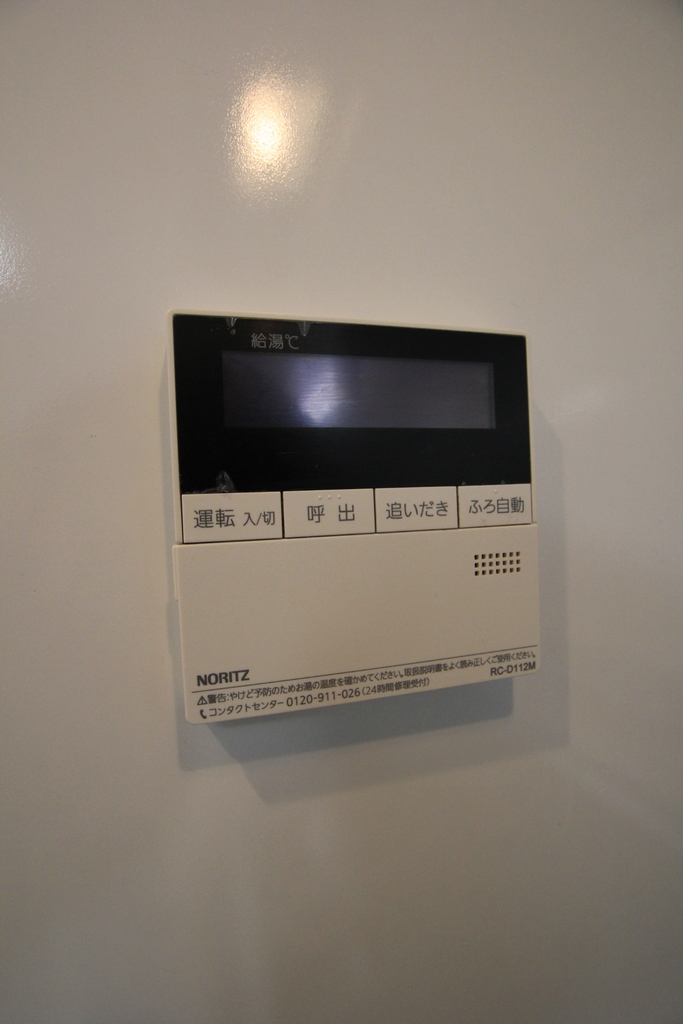 給湯℃
運転 入/切 呼出 追いだき ふろ自動
NORITZ
RC-D112M
⚠警告:やけど予防のためお湯の温度を確かめてください。取扱説明書をよく読み正しくご使用ください。
コンタクトセンター 0120-911-026(24時間修理受付)